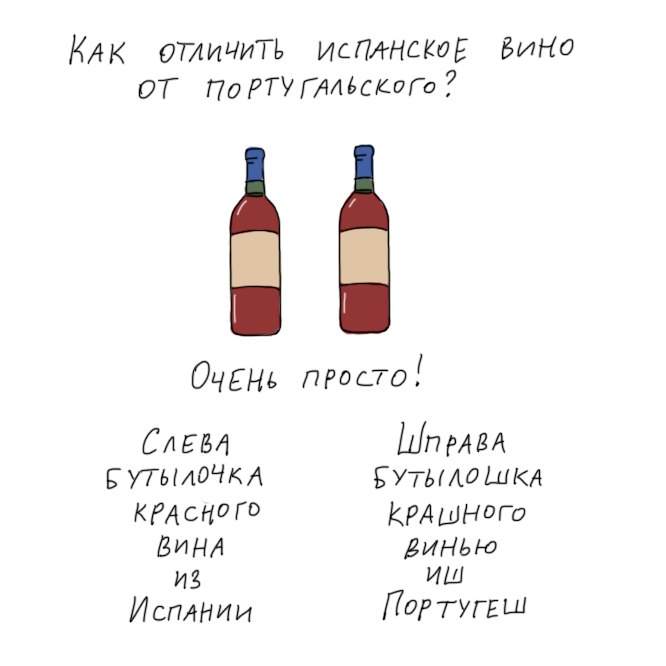 Как отличить испанское вино
от португальского?
Очень просто!
Слева
бутылочка
красного
вина
из
Испании
Шправа
бутылошка
крашного
винью
иш
Португеш